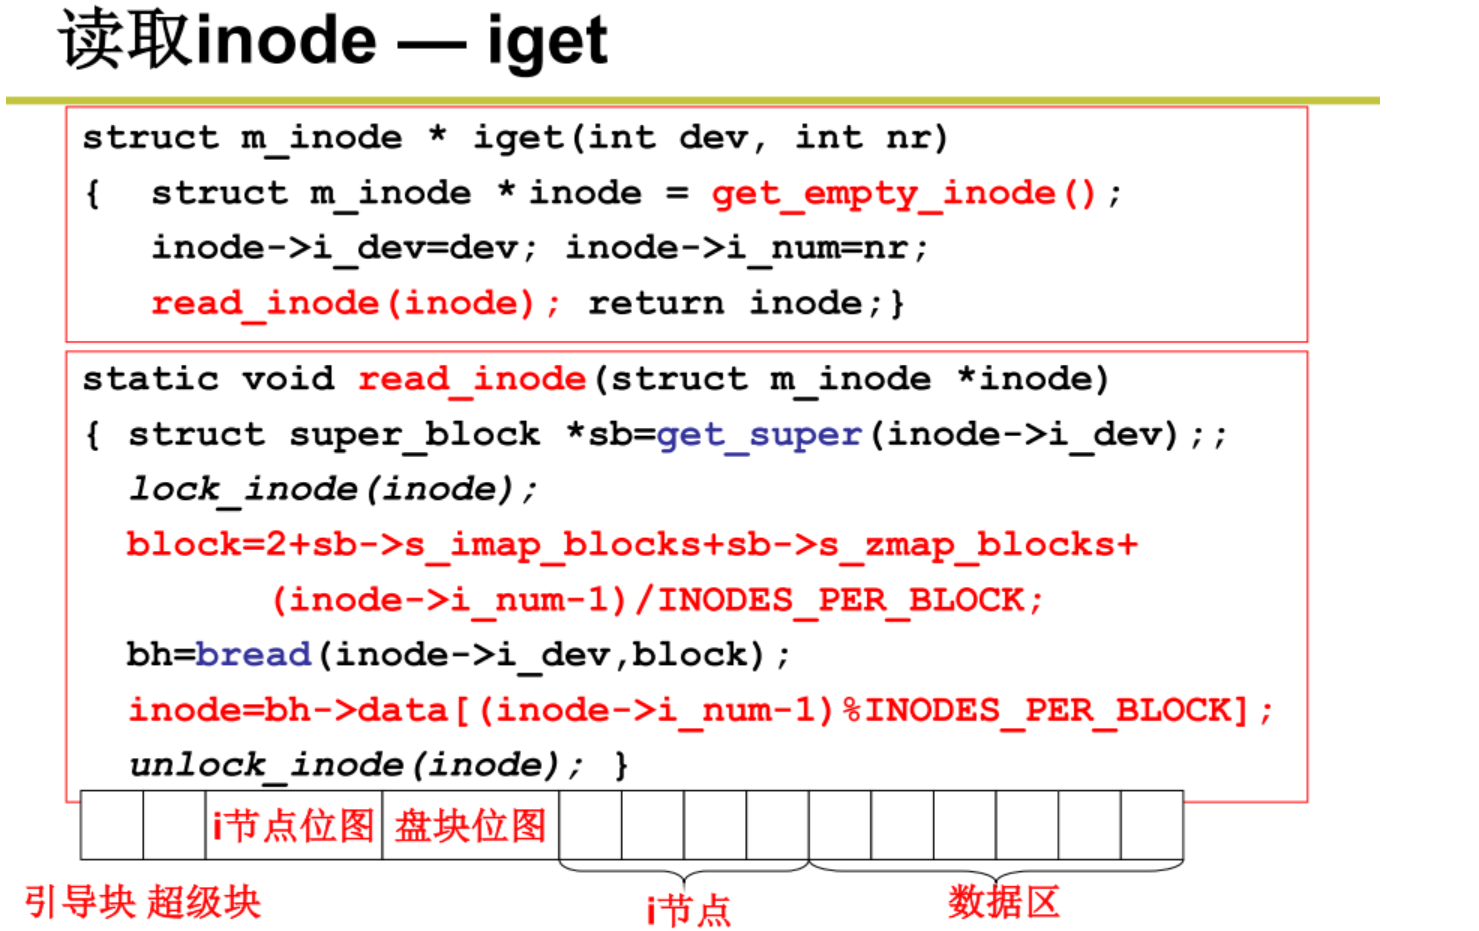 读取inode — iget
struct m_inode * iget(int dev, int nr)
{ struct m_inode * inode = get_empty_inode();
inode->i_dev=dev; inode->i_num=nr;
read_inode(inode); return inode;}
static void read_inode(struct m_inode *inode)
{ struct super_block *sb=get_super(inode->i_dev);;
lock_inode(inode);
block=2+sb->s_imap_blocks+sb->s_zmap_blocks+
(inode->i_num-1)/INODES_PER_BLOCK;
bh=bread(inode->i_dev,block);
inode=bh->data[(inode->i_num-1)%INODES_PER_BLOCK];
unlock_inode(inode); }
i节点位图 盘块位图
引导块 超级块 i节点 数据区